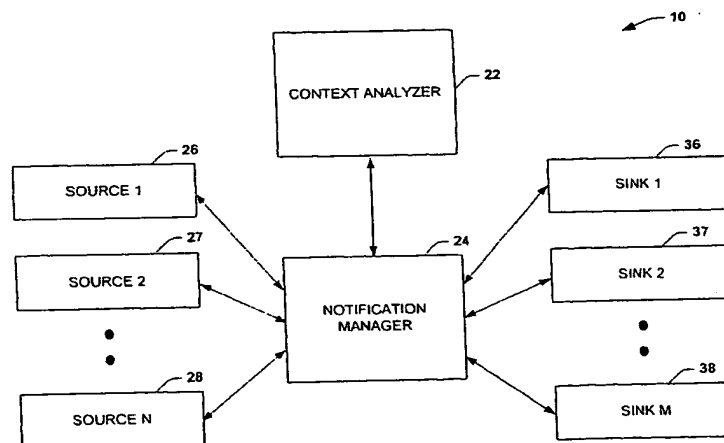 10
CONTEXT ANALYZER
22
26
SOURCE 1
27
SOURCE 2
28
SOURCE N
24
NOTIFICATION
MANAGER
36
SINK 1
37
SINK 2
38
SINK M